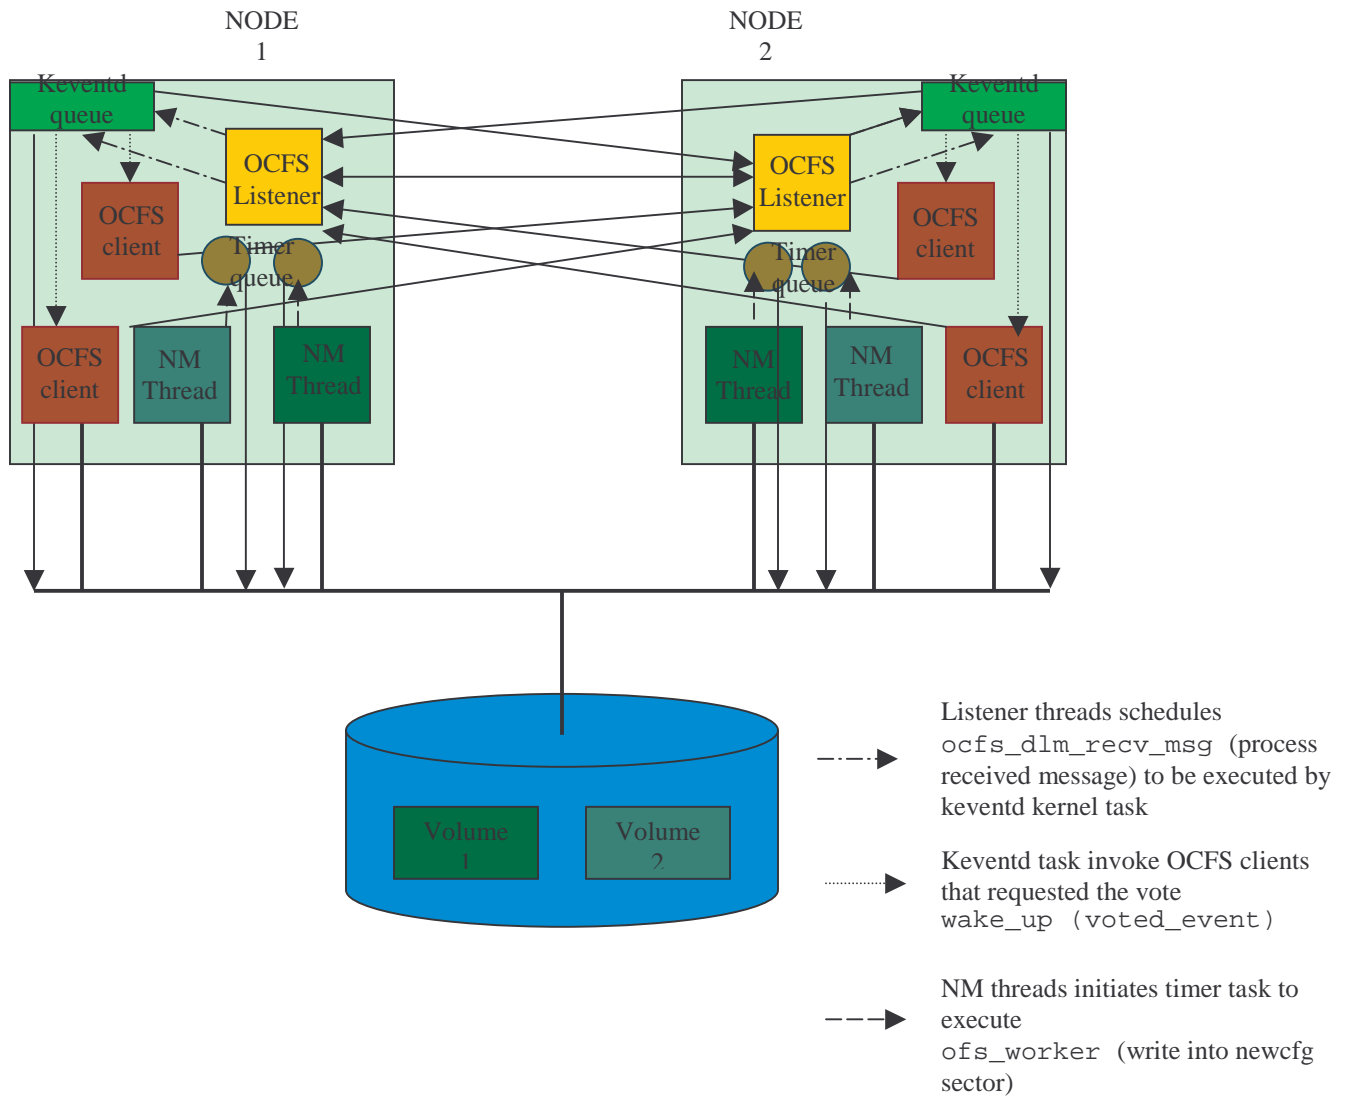 NODE
1
NODE
2
Keventd
queue
Keventd
queue
OCFS
Listener
OCFS
Listener
OCFS
client
OCFS
client
Timer
queue
Timer
queue
OCFS
client
NM
Thread
NM
Thread
NM
Thread
NM
Thread
OCFS
client
Volume
1
Volume
2
Listener threads schedules
ocfs_dlm_recv_msg (process
received message) to be executed by
keventd kernel task
Keventd task invoke OCFS clients
that requested the vote
wake_up (voted_event)
NM threads initiates timer task to
execute
ofs_worker (write into newcfg
sector)